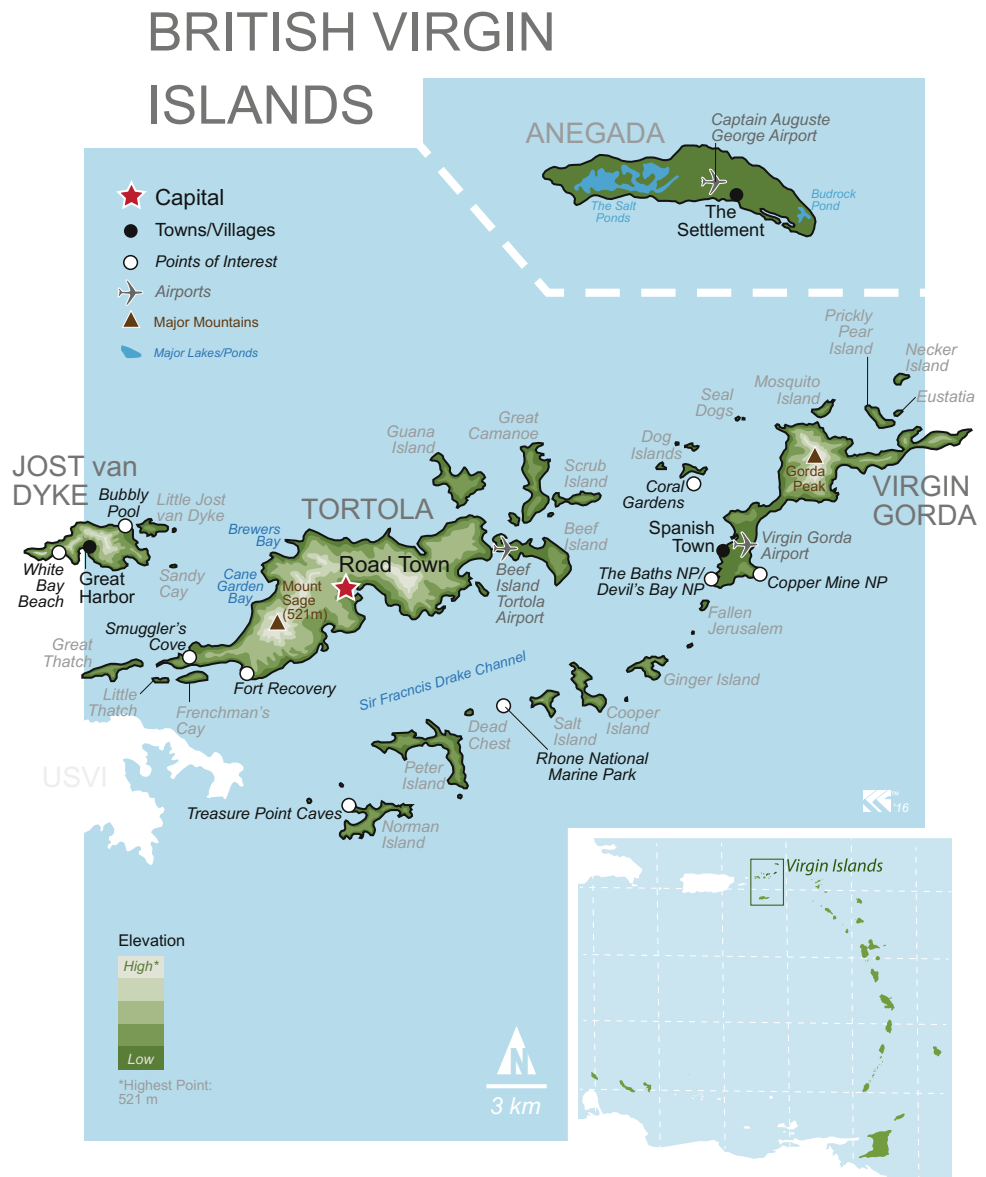 BRITISH VIRGIN
ISLANDS
ANEGADA
Captain Auguste
George Airport
The Salt
Ponds
The
Settlement
Budrock
Pond
Capital
Towns/Villages
Points of Interest
Airports
Major Mountains
Major Lakes/Ponds
Prickly
Pear
Island
Necker
Island
Eustatia
Mosquito
Island
Seal
Dogs
Dog
Islands
Coral
Gardens
Gorda
Peak
VIRGIN
GORDA
Spanish
Town
Virgin Gorda
Airport
The Baths NP/
Devil's Bay NP
Copper Mine NP
Fallen
Jerusalem
Great
Camanoe
Guana
Island
Scrub
Island
Beef
Island
Beef
Island
Tortola
Airport
TORTOLA
Road Town
Brewers
Bay
Cane
Garden
Bay
Mount
Sage
(521m)
JOST van
DYKE
Bubbly
Pool
Little Jost
van Dyke
White
Bay
Beach
Great
Harbor
Sandy
Cay
Smuggler's
Cove
Great
Thatch
Little
Thatch
Frenchman's
Cay
Fort Recovery
Sir Fracncis Drake Channel
Ginger Island
Cooper
Island
Salt
Island
Dead
Chest
Rhone National
Marine Park
Peter
Island
Treasure Point Caves
Norman
Island
USVI
TM
'16
Virgin Islands
Elevation
High*
Low
*Highest Point:
521 m
N
3 km